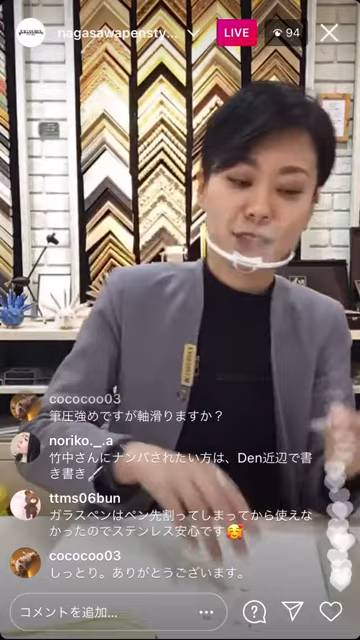 nagasawapensty...
LIVE
94
cococoo03
筆圧強めですが軸滑りますか？
noriko._.a
竹中さんにナンパされたい方は、Den近辺で書
き書き🖊
ttms06bun
ガラスペンはペン先割ってしまってから使えな
かったのでステンレス安心です🥰
cococoo03
しっとり。ありがとうございます。
コメントを追加...